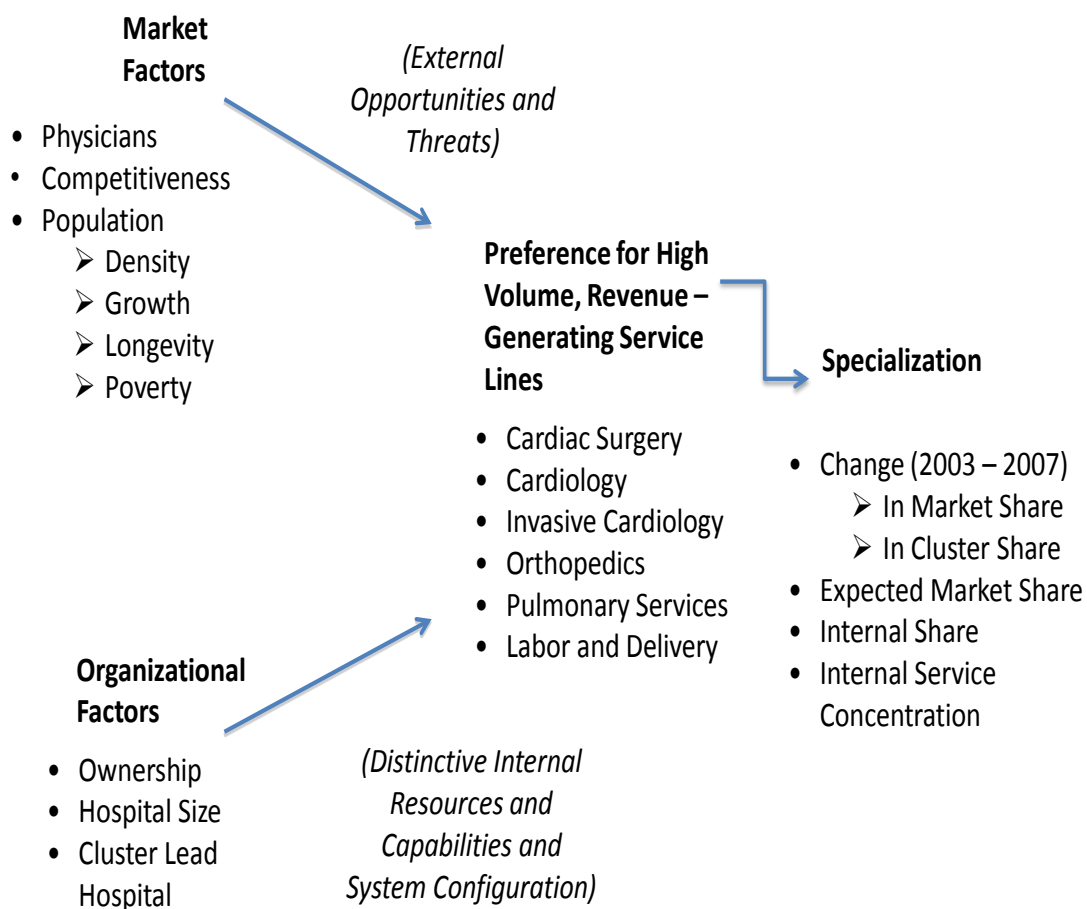 Market
Factors
(External
Opportunities and
Threats)
• Physicians
• Competitiveness
• Population
➢ Density
➢ Growth
➢ Longevity
➢ Poverty
Preference for High
Volume, Revenue –
Generating Service
Lines
• Cardiac Surgery
• Cardiology
• Invasive Cardiology
• Orthopedics
• Pulmonary Services
• Labor and Delivery
Specialization
• Change (2003 – 2007)
➢ In Market Share
➢ In Cluster Share
• Expected Market Share
• Internal Share
• Internal Service
Concentration
Organizational
Factors
• Ownership
• Hospital Size
• Cluster Lead
Hospital
(Distinctive Internal
Resources and
Capabilities and
System Configuration)